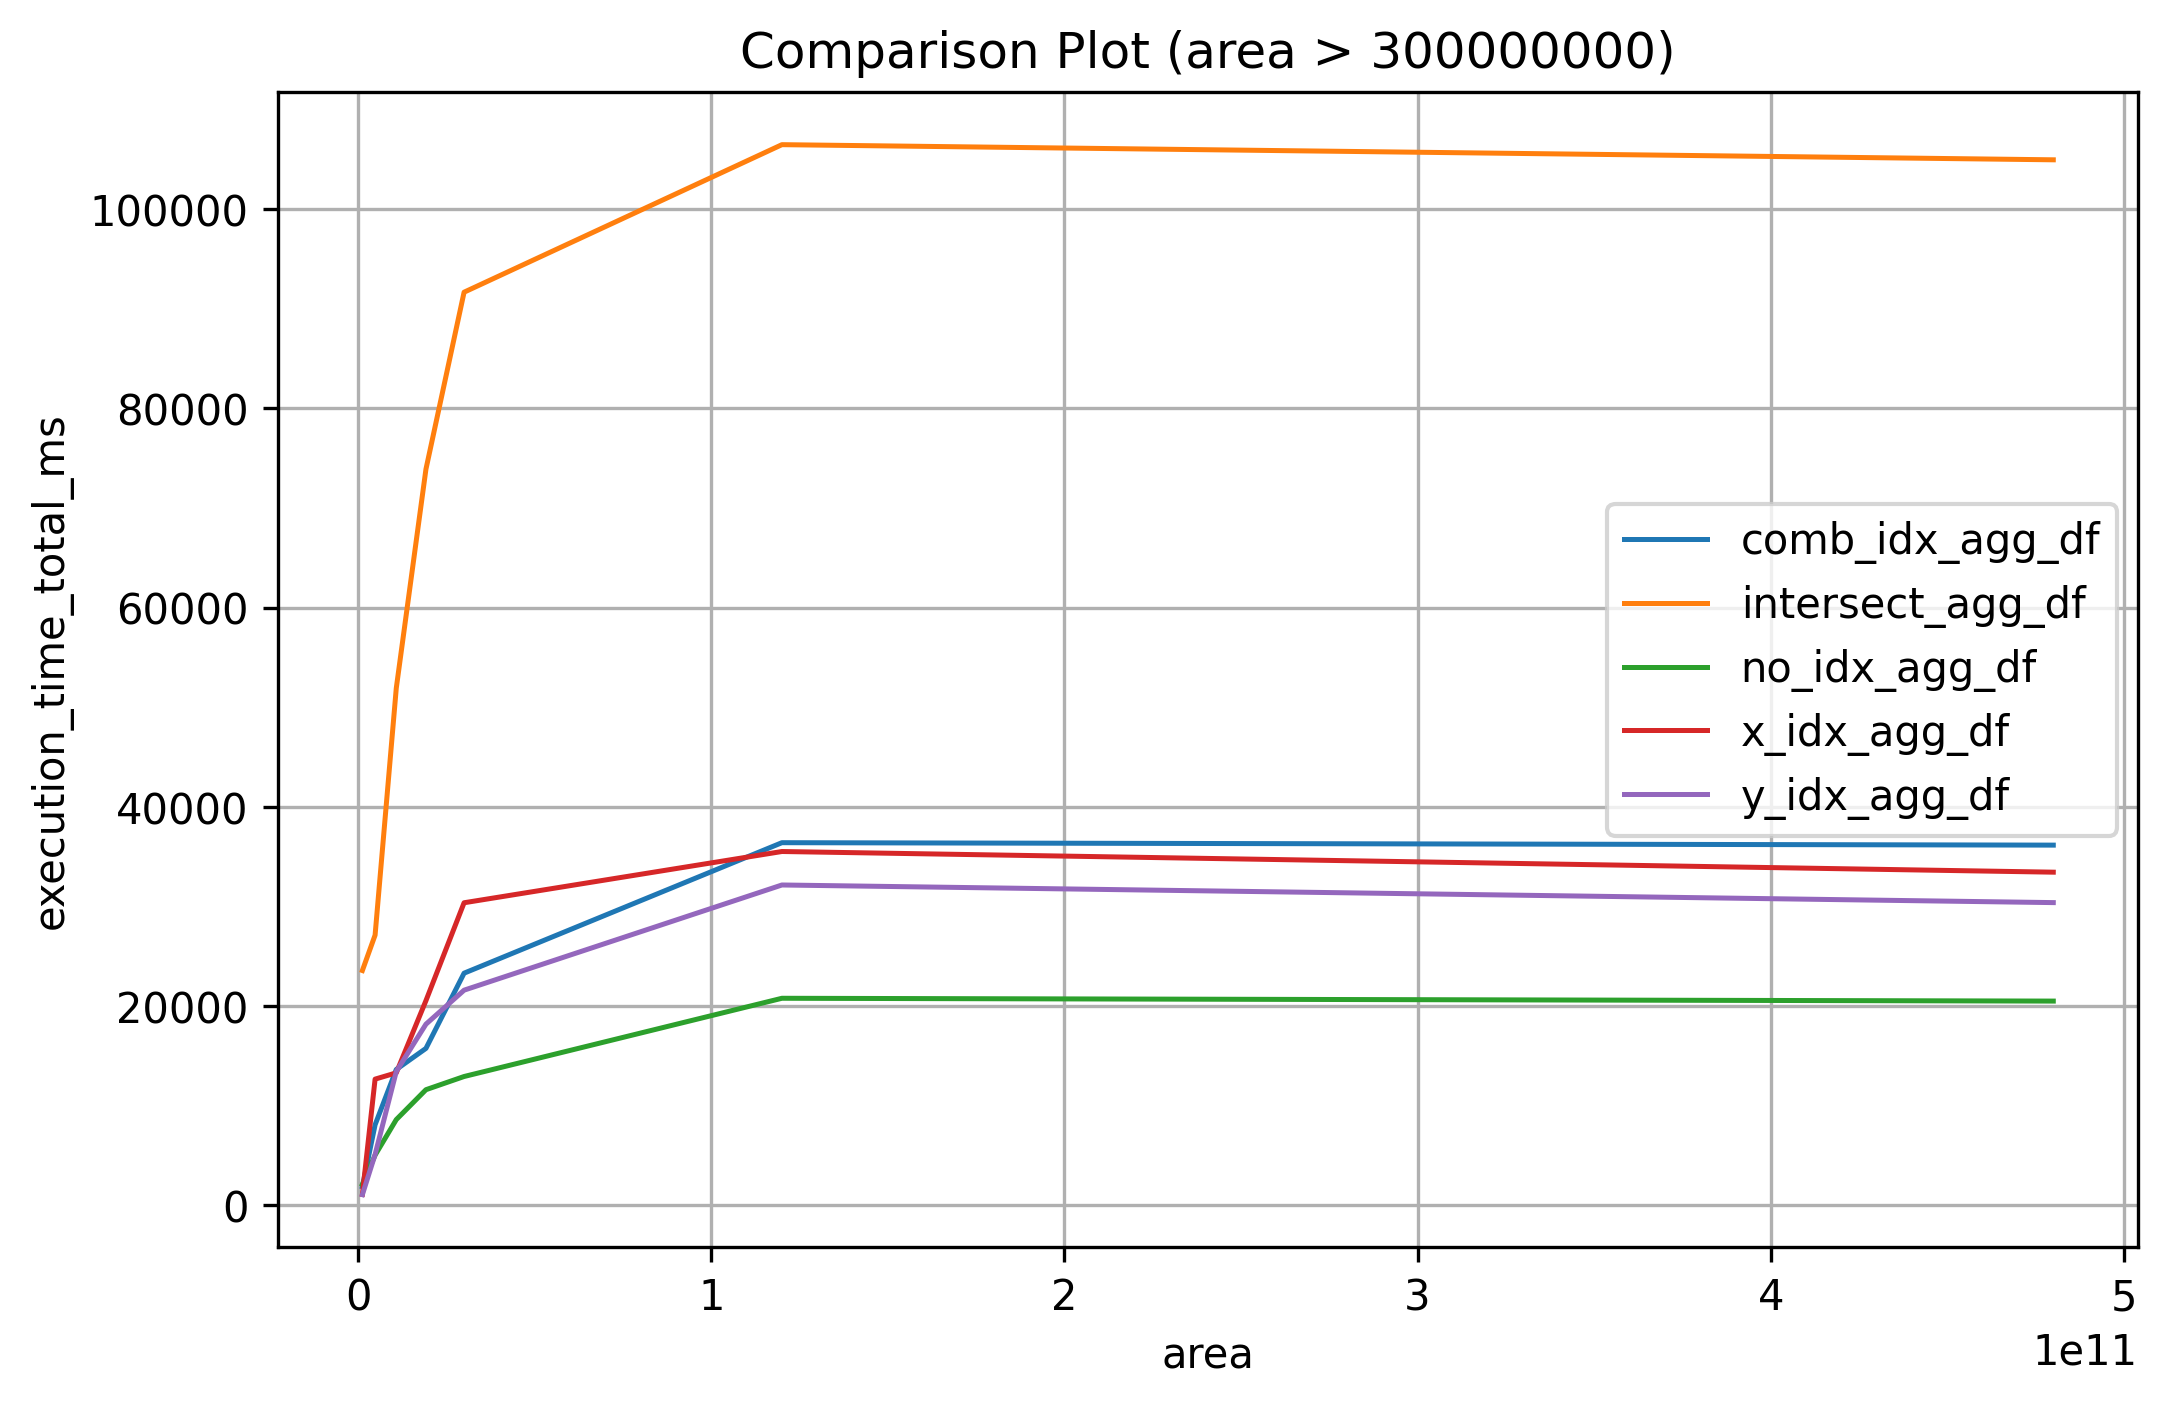 Comparison Plot (area > 300000000)
execution_time_total_ms
100000
80000
60000
40000
20000
0
comb_idx_agg_df
intersect_agg_df
no_idx_agg_df
x_idx_agg_df
y_idx_agg_df
0 1 2 3 4 5
1e11
area